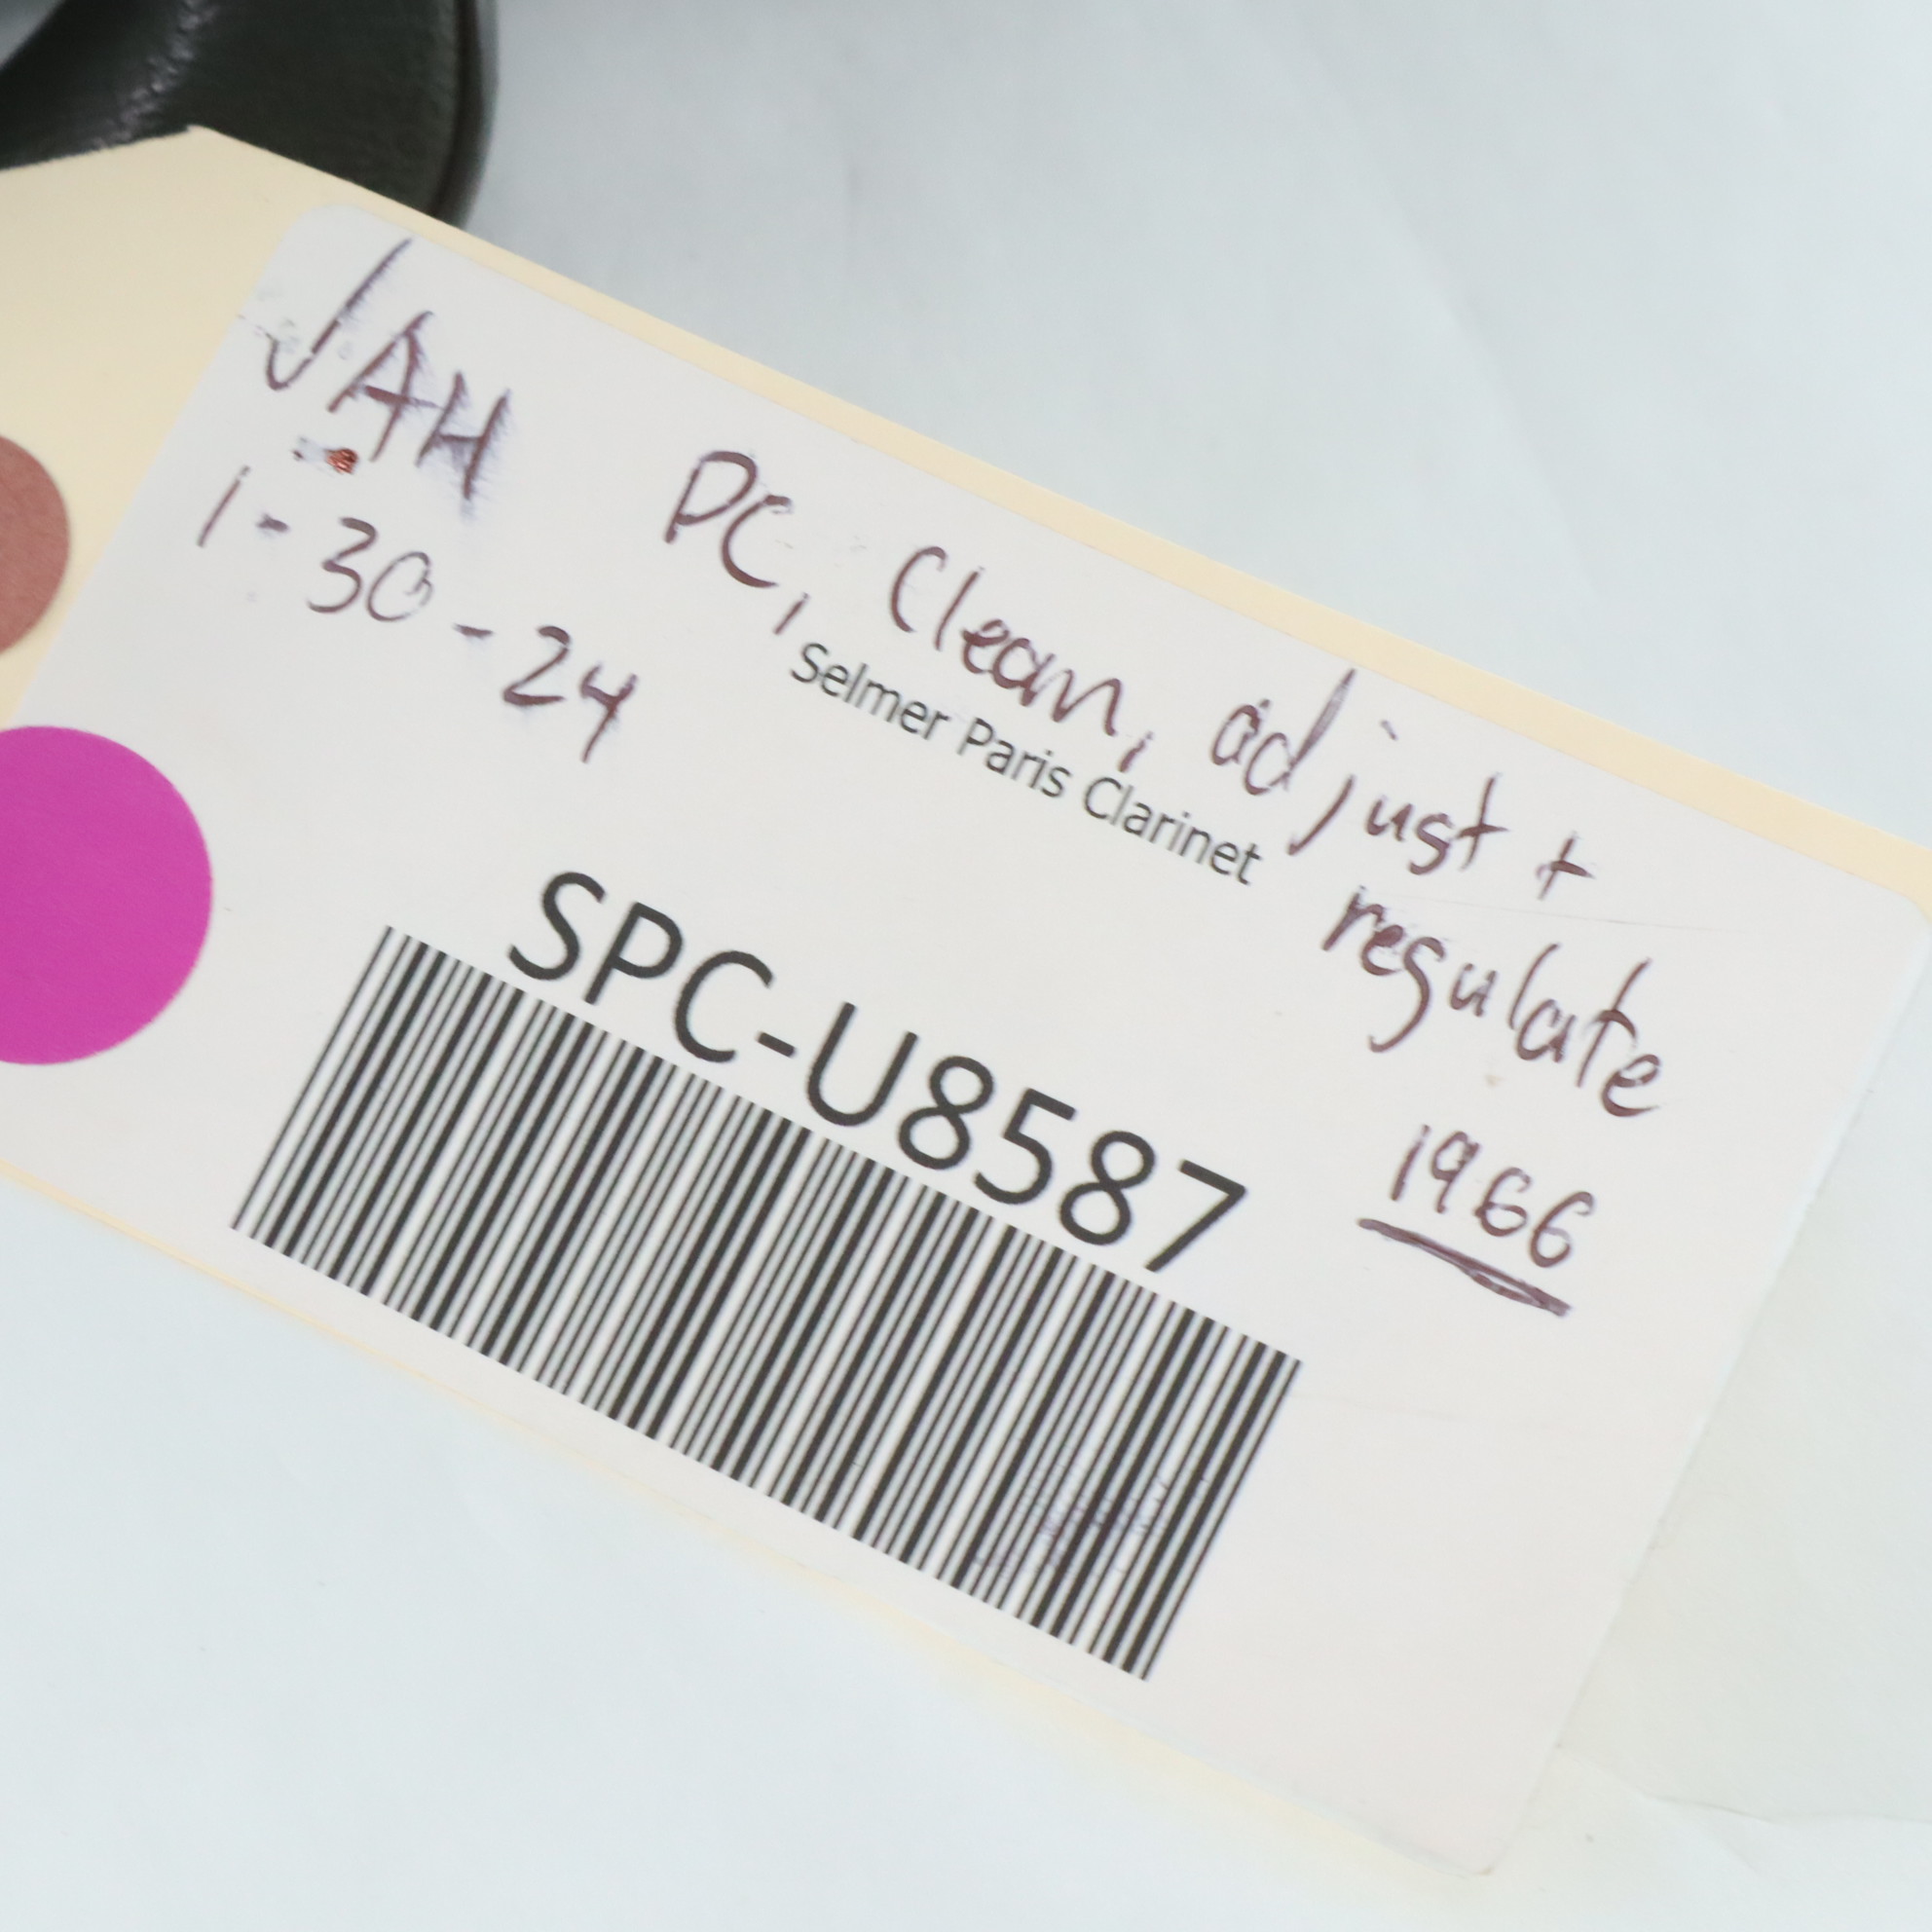 JAH
1-30-24
PC, Clean, adjust +
regulate
Selmer Paris Clarinet
SPC-U8587
1966